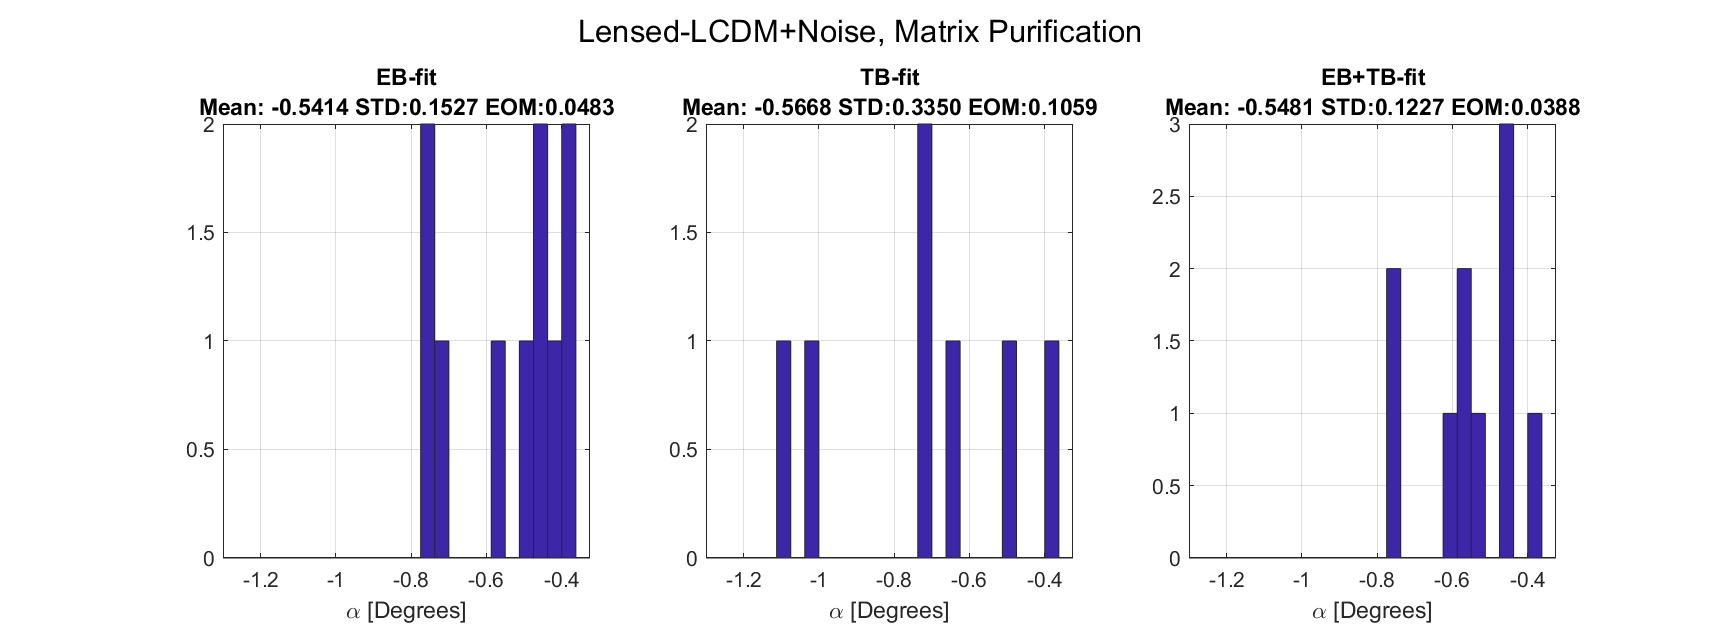 Lensed-LCDM+Noise, Matrix Purification
EB-fit
Mean: -0.5414 STD:0.1527 EOM:0.0483
2
1.5
1
0.5
0
-1.2 -1 -0.8 -0.6 -0.4
α [Degrees]
TB-fit
Mean: -0.5668 STD:0.3350 EOM:0.1059
2
1.5
1
0.5
0
-1.2 -1 -0.8 -0.6 -0.4
α [Degrees]
EB+TB-fit
Mean: -0.5481 STD:0.1227 EOM:0.0388
3
2.5
2
1.5
1
0.5
0
-1.2 -1 -0.8 -0.6 -0.4
α [Degrees]